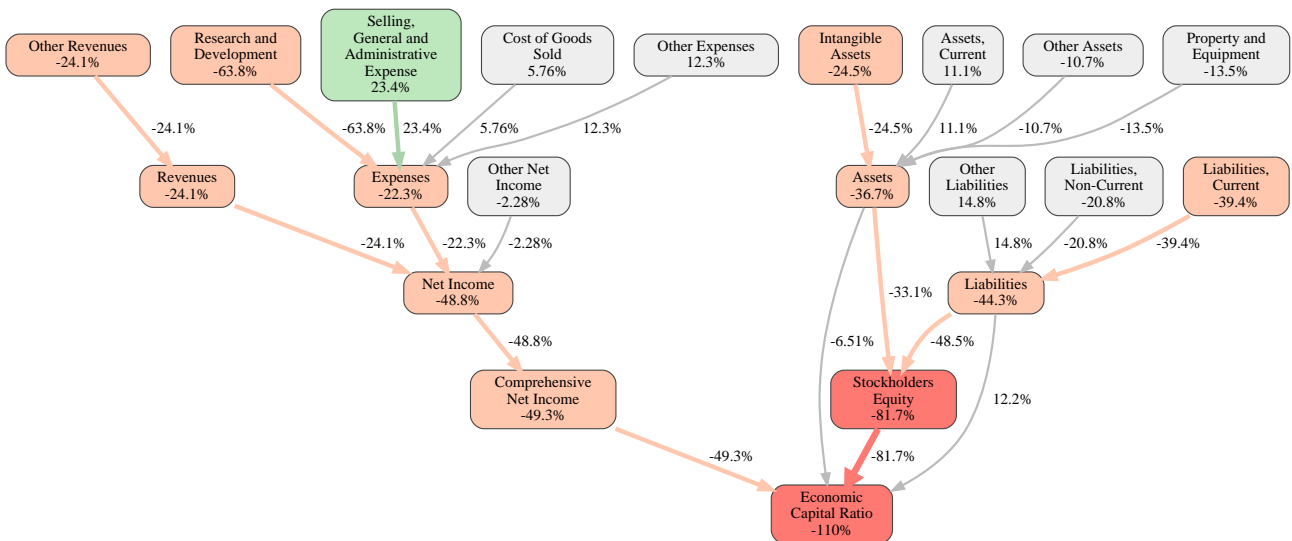 Other Revenues
-24.1%
Research and
Development
-63.8%
Selling,
General and
Administrative
Expense
23.4%
Cost of Goods
Sold
5.76%
Other Expenses
12.3%
Intangible
Assets
-24.5%
Assets,
Current
11.1%
Other Assets
-10.7%
Property and
Equipment
-13.5%
-24.1%
-63.8%
23.4%
5.76%
12.3%
-24.5%
11.1%
-10.7%
-13.5%
Revenues
-24.1%
Expenses
-22.3%
Other Net
Income
-2.28%
Assets
-36.7%
Other
Liabilities
14.8%
Liabilities,
Non-Current
-20.8%
Liabilities,
Current
-39.4%
-24.1%
-22.3%
-2.28%
14.8%
-20.8%
-39.4%
Net Income
-48.8%
-33.1%
Liabilities
-44.3%
-48.8%
-6.51%
-48.5%
Comprehensive
Net Income
-49.3%
Stockholders
Equity
-81.7%
12.2%
-49.3%
-81.7%
Economic
Capital Ratio
-110%